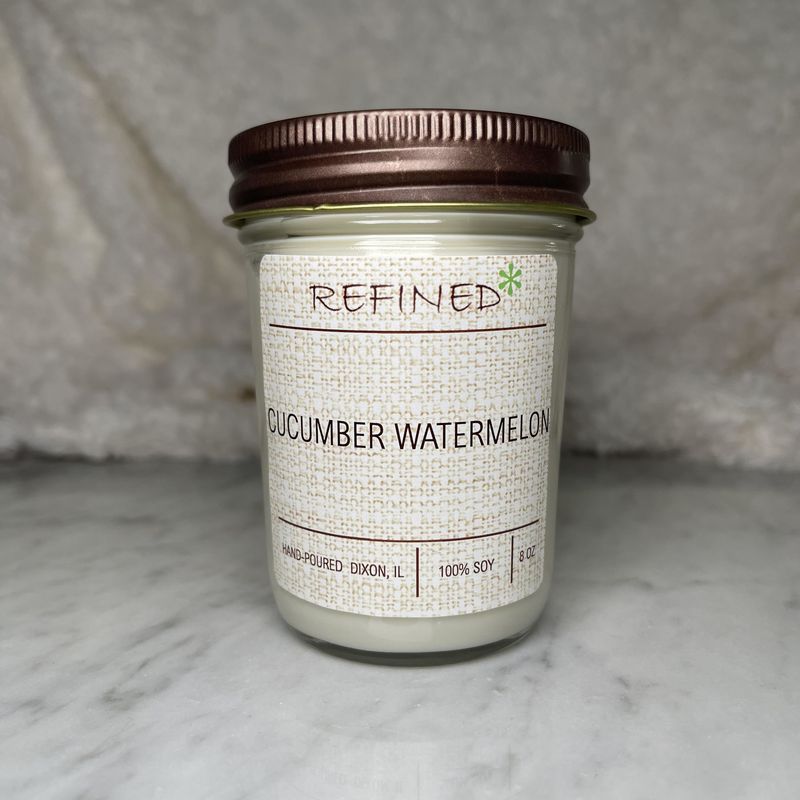 REFINED*
CUCUMBER WATERMELON
HAND-POURED DIXON, IL
100% SOY
8 OZ